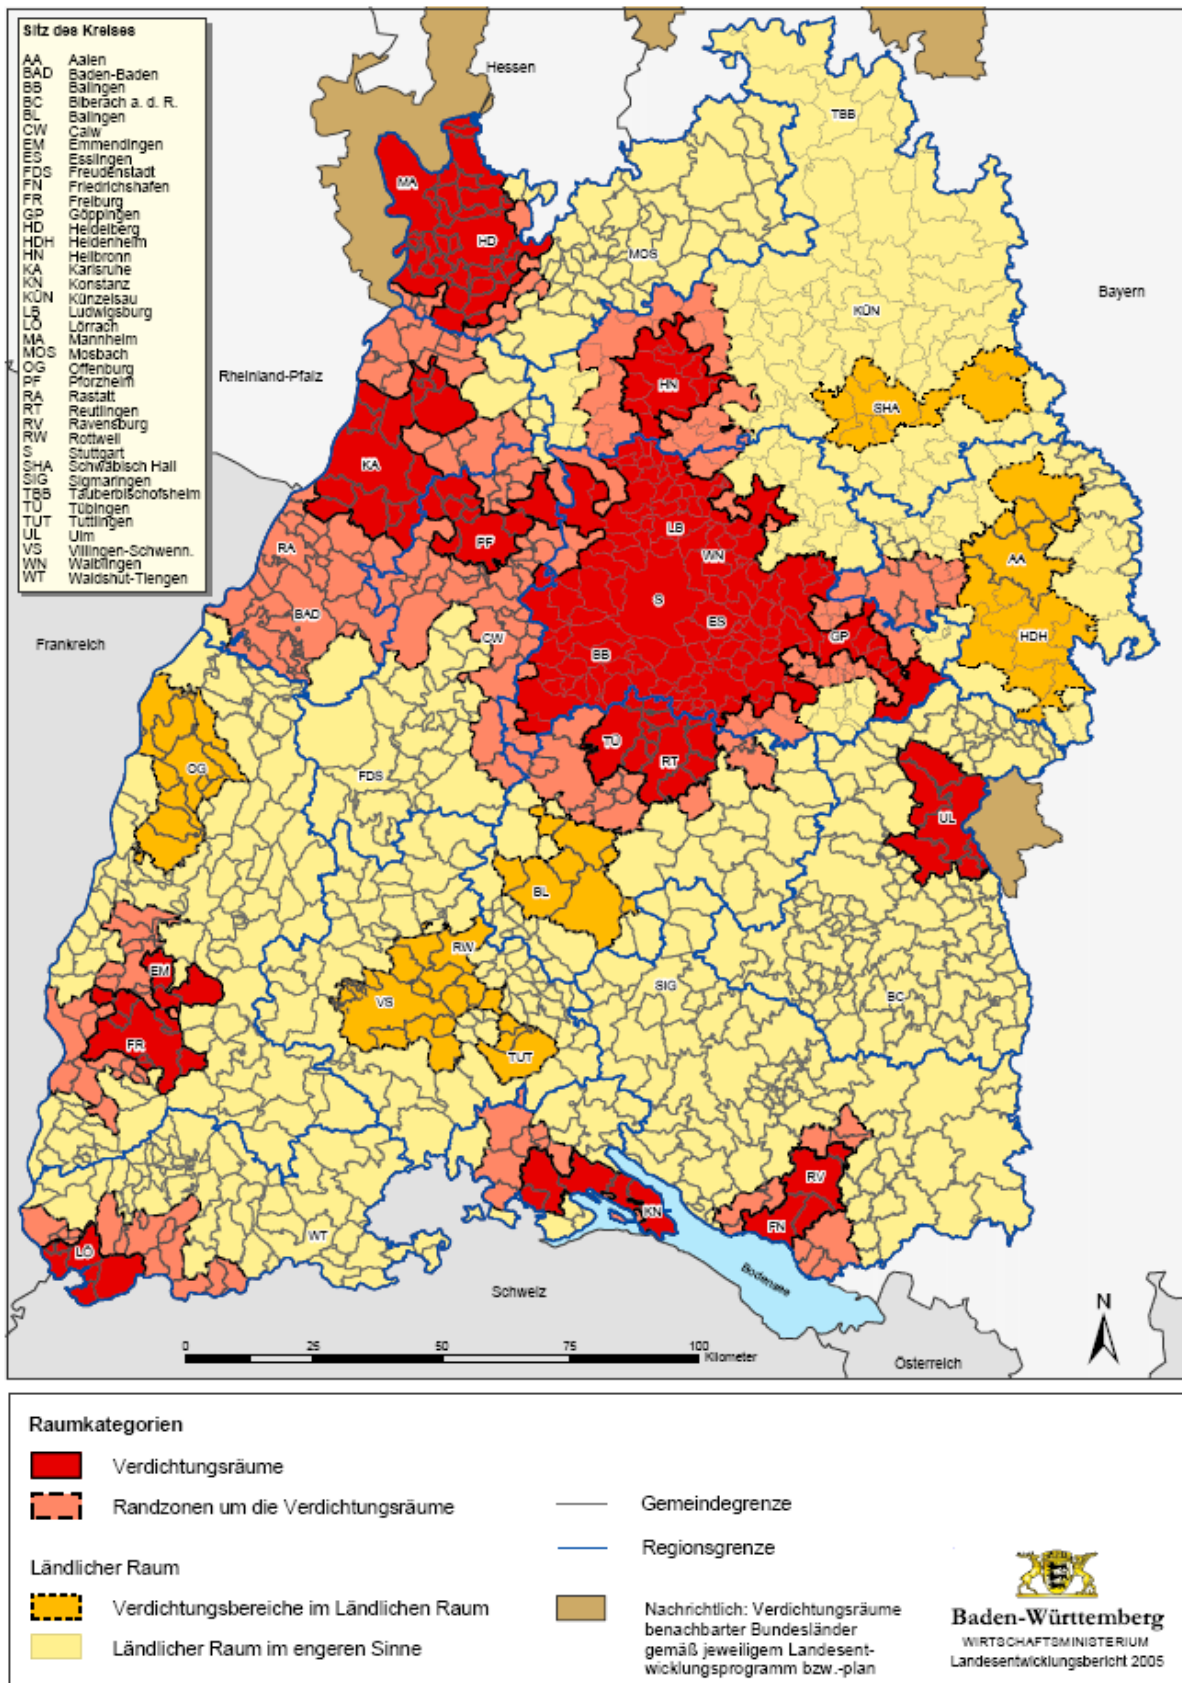 Sitz des Kreises
AA Aalen
BAD Baden-Baden
BB Balingen
BC Biberach a. d. R.
BL Balingen
CW Calw
EM Emmendingen
ES Esslingen
FDS Freudenstadt
FN Friedrichshafen
FR Freiburg
GP Göppingen
HD Heidelberg
HDH Heidenheim
HN Heilbronn
KA Karlsruhe
KN Konstanz
KÜN Künzelsau
LB Ludwigsburg
LÖ Lörrach
MA Mannheim
MOS Mosbach
OG Offenburg
PF Pforzheim
RA Rastatt
RT Reutlingen
RV Ravensburg
RW Rottweil
S Stuttgart
SHA Schwäbisch Hall
SIG Sigmaringen
TBB Tauberbischofsheim
TÜ Tübingen
TUT Tuttlingen
UL Ulm
VS Villingen-Schwenn.
WN Waiblingen
WT Waldshut-Tiengen
Hessen
TBB
MA
HD
MOS
Bayern
KÜN
Rheinland-Pfalz
HN
SHA
KA
LB
PF
WN
RA
AA
S
BAD
ES
Frankreich
CW
GP
HDH
BB
TÜ
RT
OG
FDS
UL
BL
RW
EM
SIG
BC
VS
FR
TUT
RV
KN
FN
WT
LÖ
Bodensee
Schweiz
N
0 25 50 75 100
Kilometer
Österreich
Raumkategorien
Verdichtungsräume
Randzonen um die Verdichtungsräume
Ländlicher Raum
Verdichtungsbereiche im Ländlichen Raum
Ländlicher Raum im engeren Sinne
Gemeindegrenze
Regionsgrenze
Nachrichtlich: Verdichtungsräume
benachbarter Bundesländer
gemäß jeweiligem Landesent-
wicklungsprogramm bzw.-plan
Baden-Württemberg
WIRTSCHAFTSMINISTERIUM
Landesentwicklungsbericht 2005